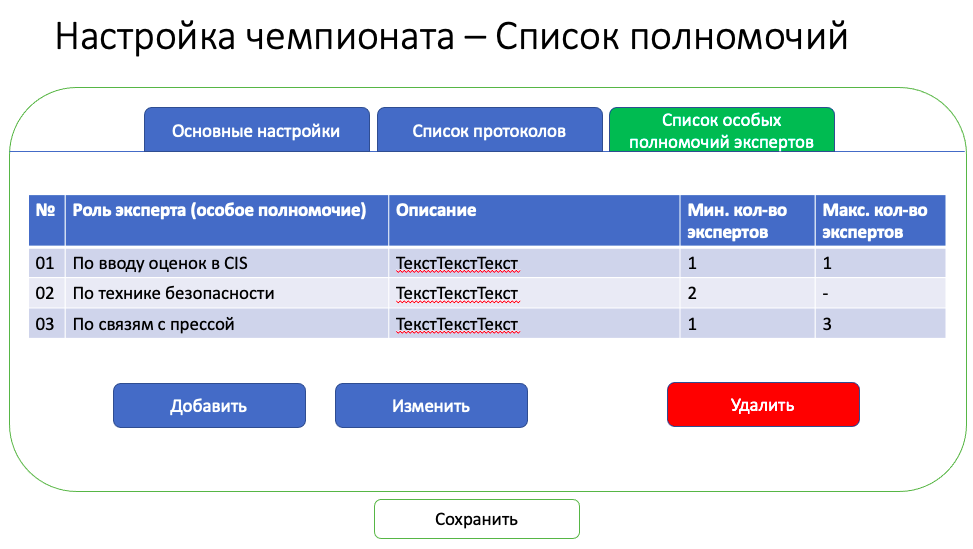 Настройка чемпионата – Список полномочий
Основные настройки
Список протоколов
Список особых
полномочий экспертов
№ Роль эксперта (особое полномочие) Описание Мин. кол-во экспертов Макс. кол-во экспертов
01 По вводу оценок в CIS ТекстТекстТекст 1 1
02 По технике безопасности ТекстТекстТекст 2 -
03 По связям с прессой ТекстТекстТекст 1 3
Добавить
Изменить
Удалить
Сохранить